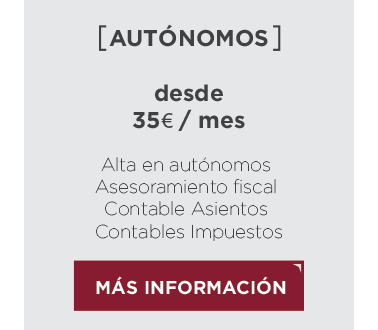 [AUTÓNOMOS]
desde
35€ / mes
Alta en autónomos
Asesoramiento fiscal
Contable Asientos
Contables Impuestos
MÁS INFORMACIÓN